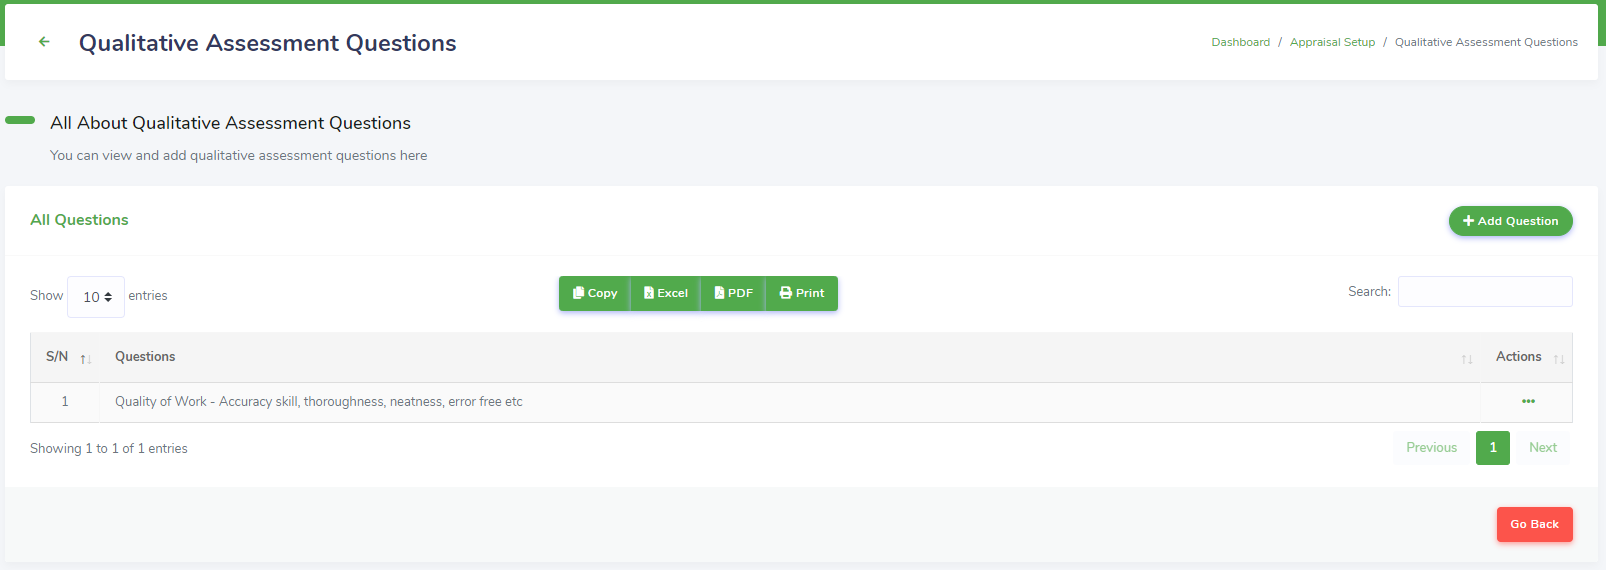 Qualitative Assessment Questions
Dashboard / Appraisal Setup / Qualitative Assessment Questions
All About Qualitative Assessment Questions
You can view and add qualitative assessment questions here
All Questions
Add Question
Show 10 entries
Copy Excel PDF Print
Search:
S/N Questions Actions
1 Quality of Work - Accuracy skill, thoroughness, neatness, error free etc
Showing 1 to 1 of 1 entries
Previous 1 Next
Go Back